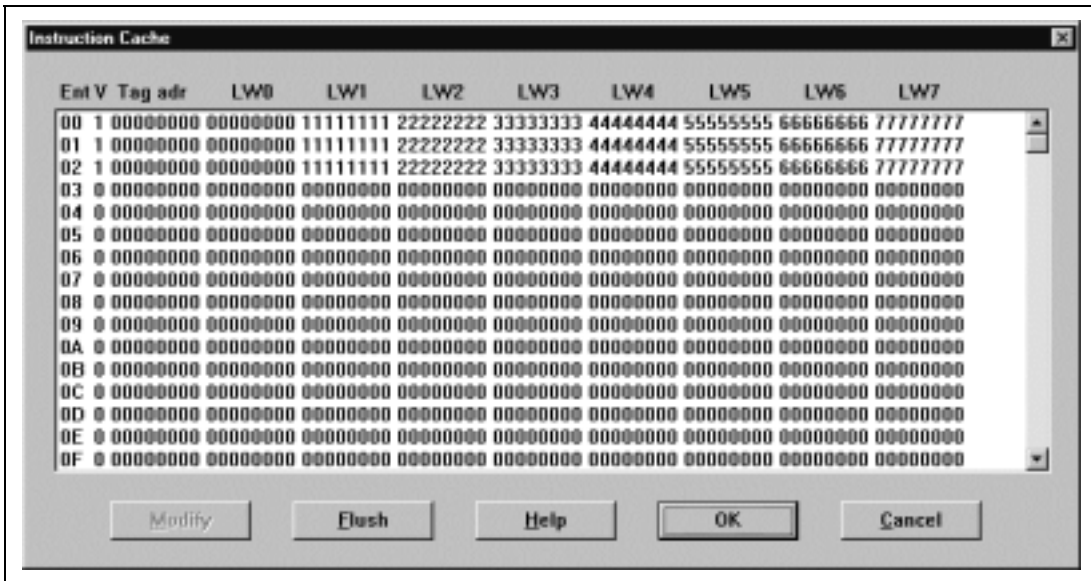 Instruction Cache
Ent V Tag adr LW0 LW1 LW2 LW3 LW4 LW5 LW6 LW7
00 1 00000000 00000000 11111111 22222222 33333333 44444444 55555555 66666666 77777777
01 1 00000000 00000000 11111111 22222222 33333333 44444444 55555555 66666666 77777777
02 1 00000000 00000000 11111111 22222222 33333333 44444444 55555555 66666666 77777777
03 0 00000000 00000000 00000000 00000000 00000000 00000000 00000000 00000000 00000000
04 0 00000000 00000000 00000000 00000000 00000000 00000000 00000000 00000000 00000000
05 0 00000000 00000000 00000000 00000000 00000000 00000000 00000000 00000000 00000000
06 0 00000000 00000000 00000000 00000000 00000000 00000000 00000000 00000000 00000000
07 0 00000000 00000000 00000000 00000000 00000000 00000000 00000000 00000000 00000000
08 0 00000000 00000000 00000000 00000000 00000000 00000000 00000000 00000000 00000000
09 0 00000000 00000000 00000000 00000000 00000000 00000000 00000000 00000000 00000000
0A 0 00000000 00000000 00000000 00000000 00000000 00000000 00000000 00000000 00000000
0B 0 00000000 00000000 00000000 00000000 00000000 00000000 00000000 00000000 00000000
0C 0 00000000 00000000 00000000 00000000 00000000 00000000 00000000 00000000 00000000
0D 0 00000000 00000000 00000000 00000000 00000000 00000000 00000000 00000000 00000000
0E 0 00000000 00000000 00000000 00000000 00000000 00000000 00000000 00000000 00000000
0F 0 00000000 00000000 00000000 00000000 00000000 00000000 00000000 00000000 00000000
Modify Flush Help OK Cancel